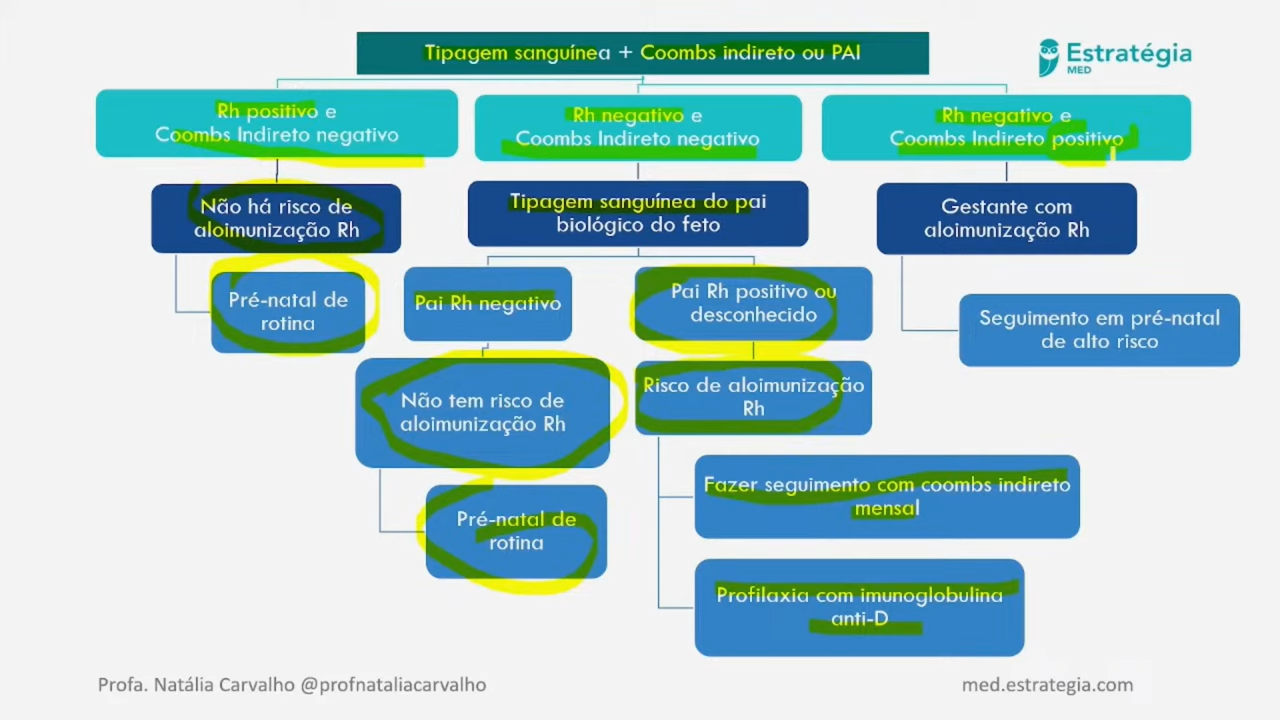 Tipagem sanguínea + Coombs indireto ou PAI
Estratégia
MED
Rh positivo e
Coombs Indireto negativo
Rh negativo e
Coombs Indireto negativo
Rh negativo e
Coombs Indireto positivo
Não há risco de
aloimunização Rh
Tipagem sanguínea do pai
biológico do feto
Gestante com
aloimunização Rh
Pré-natal de
rotina
Pai Rh negativo
Pai Rh positivo ou
desconhecido
Seguimento em pré-natal
de alto risco
Não tem risco de
aloimunização Rh
Risco de aloimunização
Rh
Fazer seguimento com coombs indireto
mensal
Pré-natal de
rotina
Profilaxia com imunoglobulina
anti-D
Profa. Natália Carvalho @profnataliacarvalho
med.estrategia.com